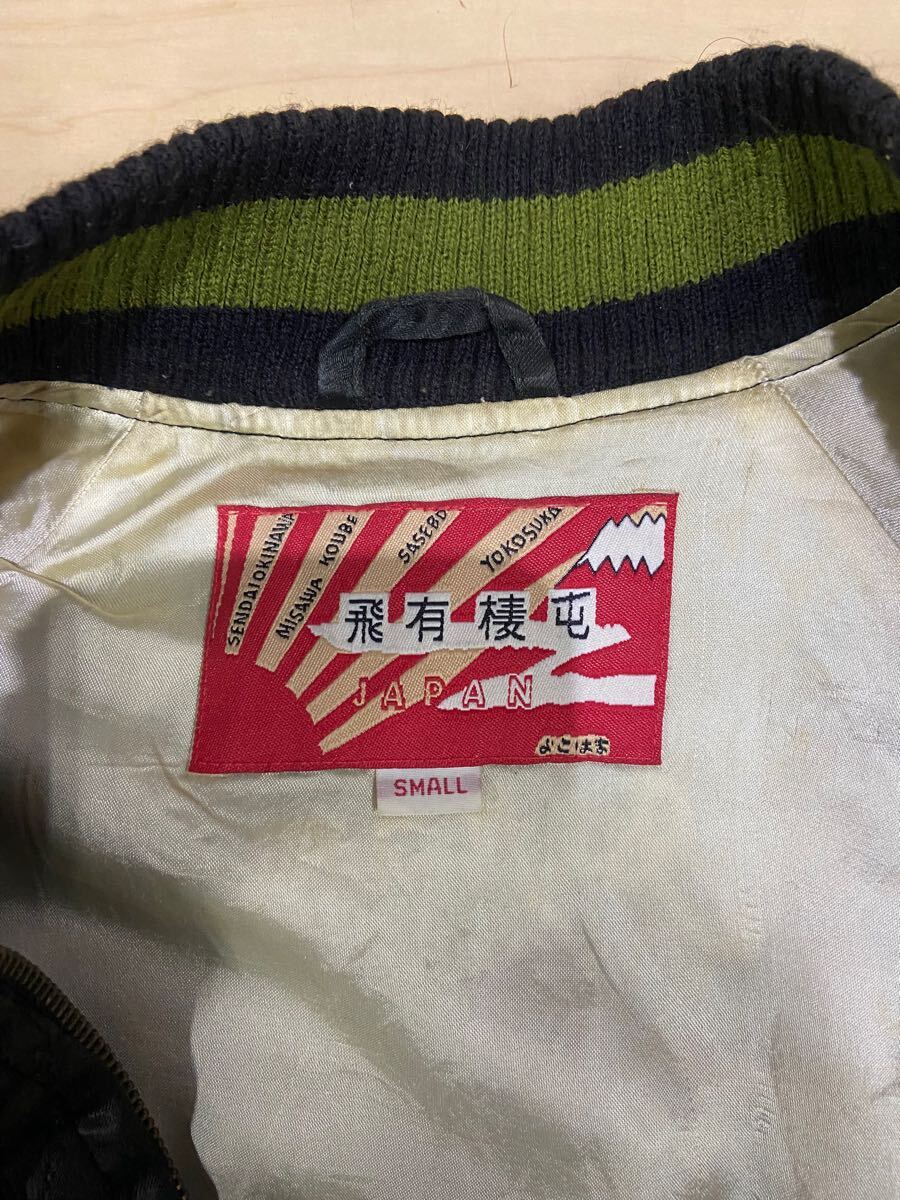 SENDAI OKINAWA
MISAWA KOUBE
SASEBO
YOKOSUKA
飛有棲屯
JAPAN
よこはま
SMALL